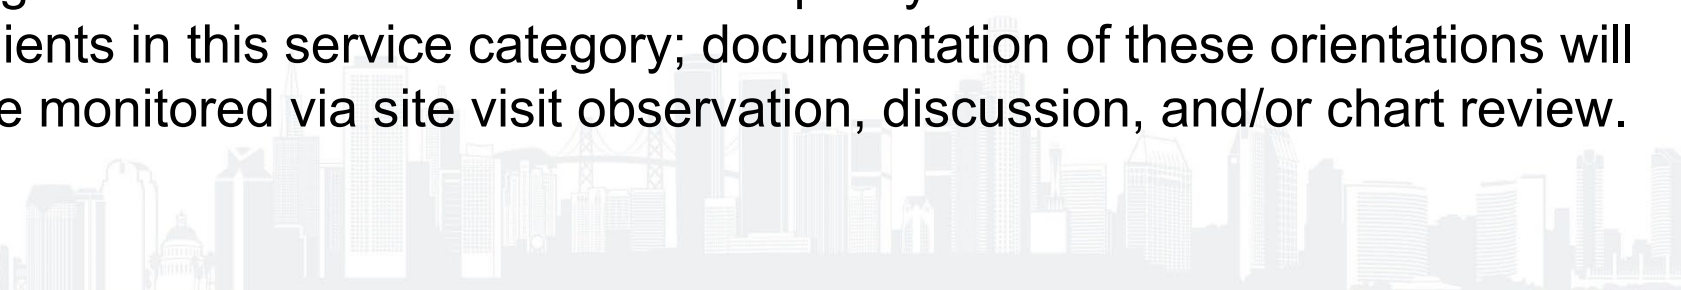 ients in this service category; documentation of these orientations will
e monitored via site visit observation, discussion, and/or chart review.